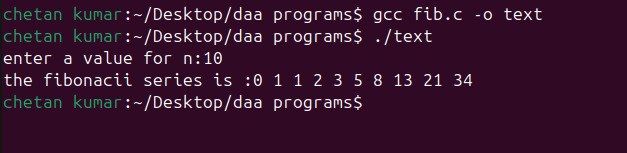 chetan kumar:~/Desktop/daa programs$ gcc fib.c -o text
chetan kumar:~/Desktop/daa programs$ ./text
enter a value for n:10
the fibonacii series is :0 1 1 2 3 5 8 13 21 34
chetan kumar:~/Desktop/daa programs$